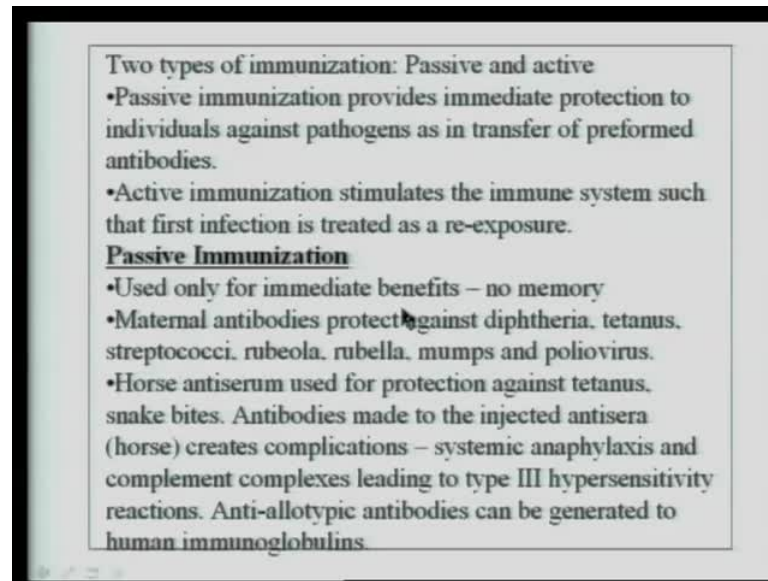 Two types of immunization: Passive and active
•Passive immunization provides immediate protection to
individuals against pathogens as in transfer of preformed
antibodies.
•Active immunization stimulates the immune system such
that first infection is treated as a re-exposure.
Passive Immunization
•Used only for immediate benefits – no memory
•Maternal antibodies protect against diphtheria, tetanus,
streptococci, rubeola, rubella, mumps and poliovirus.
•Horse antiserum used for protection against tetanus,
snake bites. Antibodies made to the injected antisera
(horse) creates complications – systemic anaphylaxis and
complement complexes leading to type III hypersensitivity
reactions. Anti-allotypic antibodies can be generated to
human immunoglobulins.